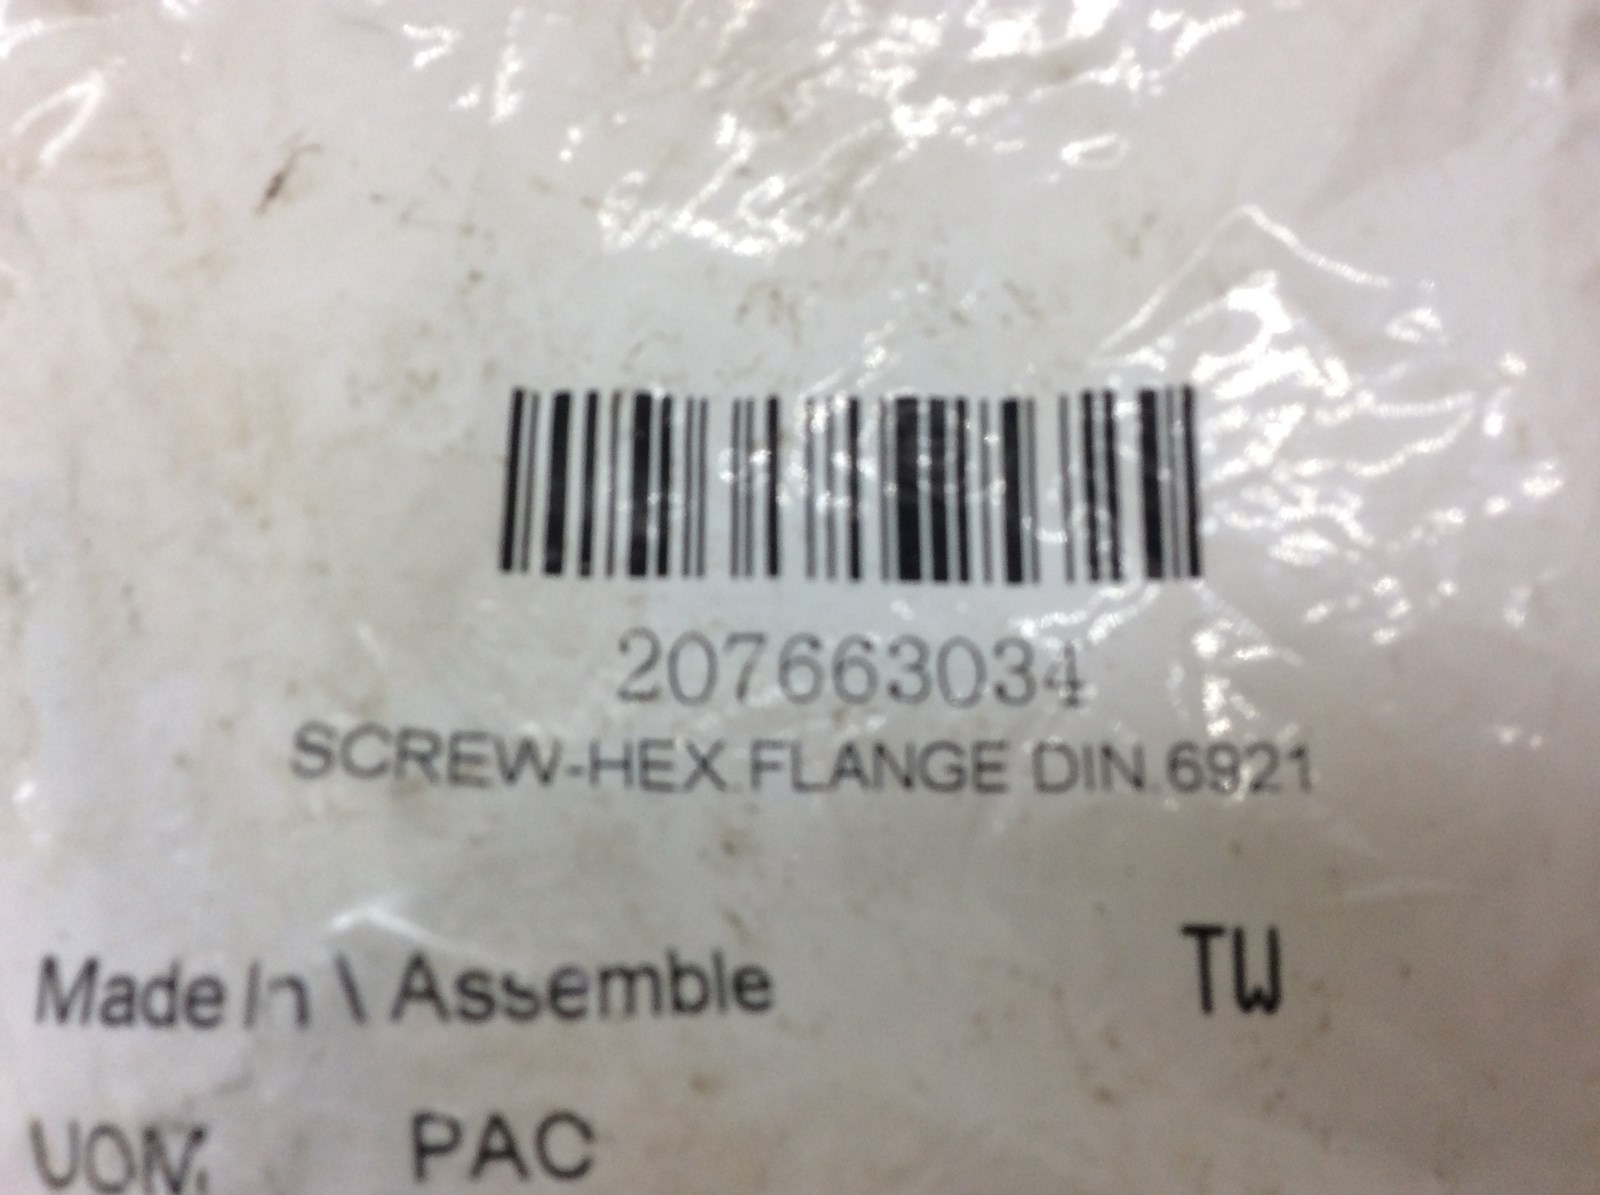 207663034
SCREW-HEX.FLANGE DIN.6921
Made In \ Assemble TW
UOM. PAC